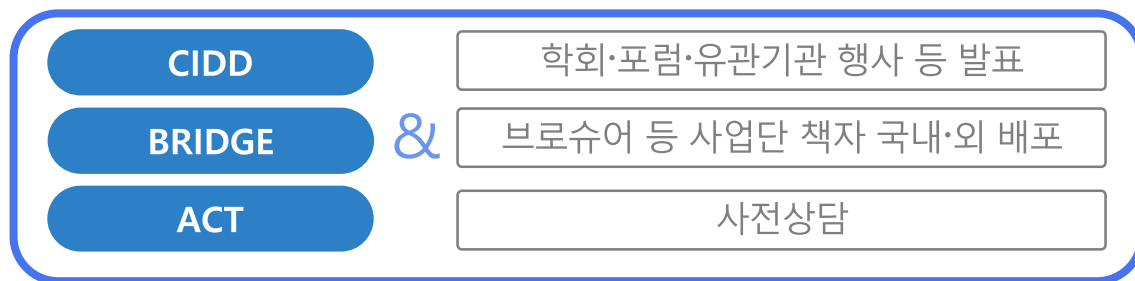 CIDD
BRIDGE
ACT
&
학회·포럼·유관기관 행사 등 발표
브로슈어 등 사업단 책자 국내·외 배포
사전상담